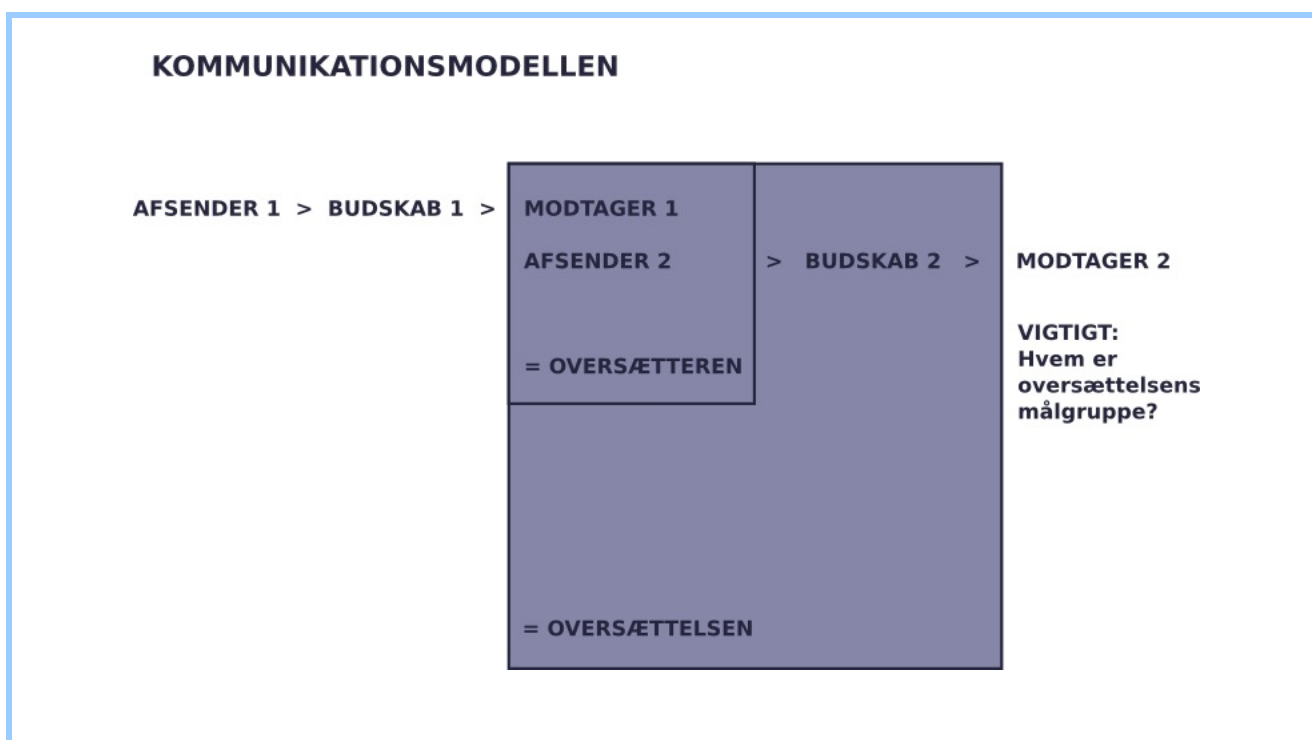 KOMMUNIKATIONSMODELLEN
AFSENDER 1 > BUDSKAB 1 > MODTAGER 1
AFSENDER 2 > BUDSKAB 2 > MODTAGER 2
VIGTIGT:
Hvem er
oversættelsens
målgruppe?
= OVERSÆTTEREN
= OVERSÆTTELSEN